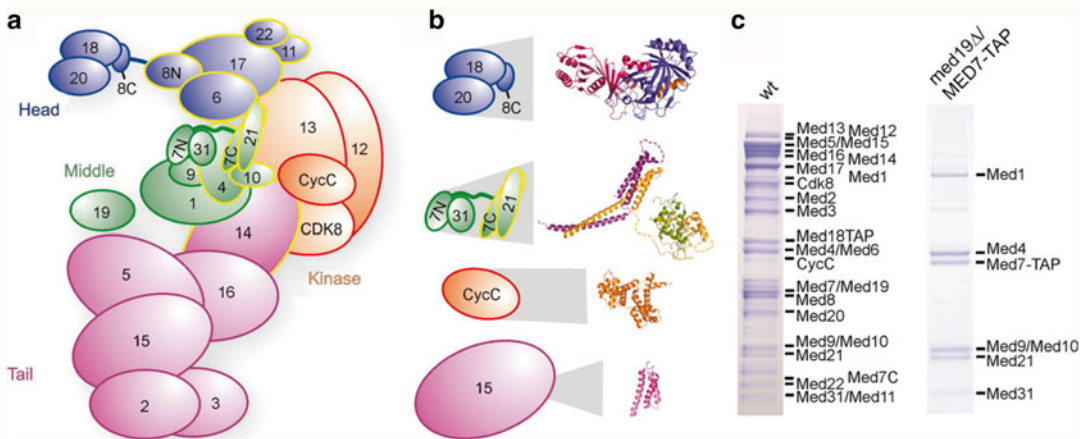 a
18
20
8C
8N
22
11
17
6
Head
7N
31
9
7C
21
4
10
1
Middle
19
13
12
CycC
CDK8
Kinase
14
5
16
15
Tail
2
3
b
18
20
8C
7N
31
7C
21
CycC
15
c
wt
Med13 Med12
Med5/Med15
Med16 Med14
Med17
Med1
Cdk8
Med2
Med3
Med18TAP
Med4/Med6
CycC
Med7/Med19
Med8
Med20
Med9/Med10
Med21
Med22 Med7C
Med31/Med11
med19Δ/
MED7-TAP
Med1
Med4
Med7-TAP
Med9/Med10
Med21
Med31